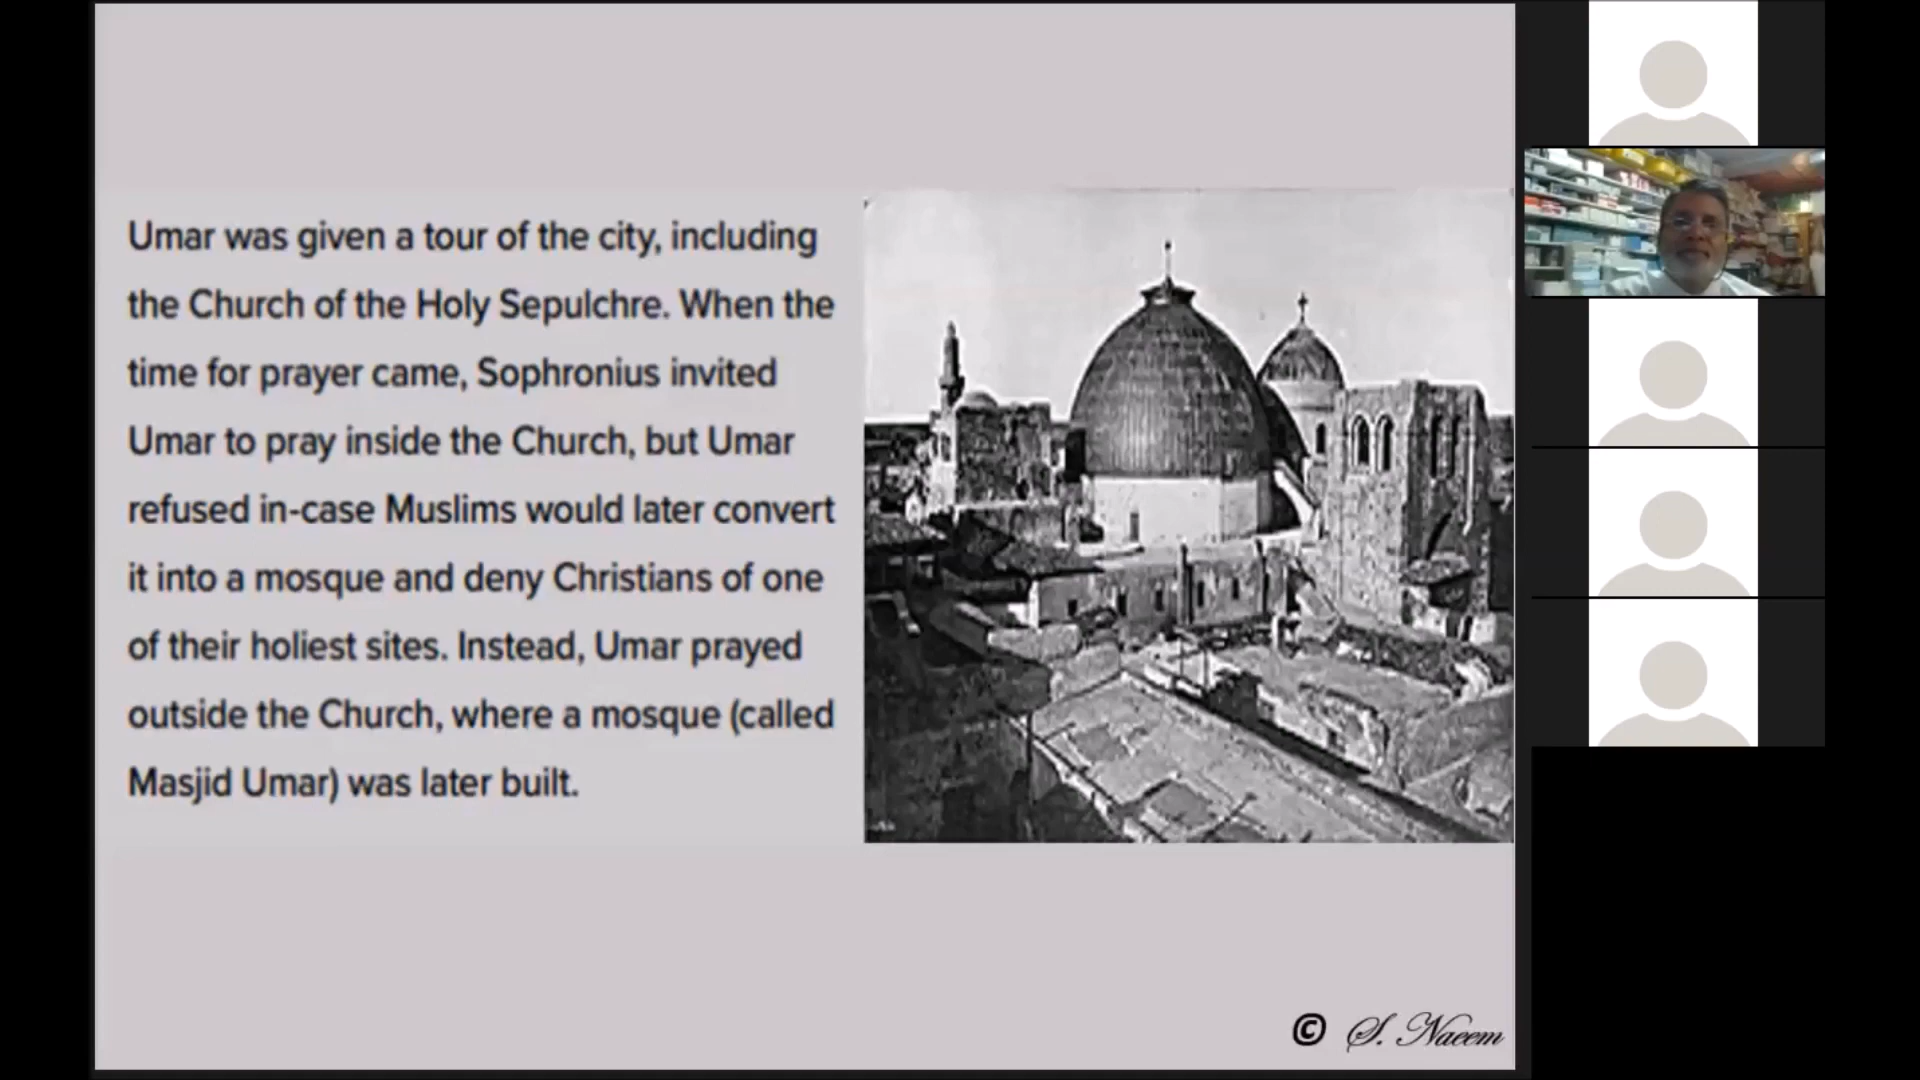 Umar was given a tour of the city, including
the Church of the Holy Sepulchre. When the
time for prayer came, Sophronius invited
Umar to pray inside the Church, but Umar
refused in-case Muslims would later convert
it into a mosque and deny Christians of one
of their holiest sites. Instead, Umar prayed
outside the Church, where a mosque (called
Masjid Umar) was later built.
© S. Naeem